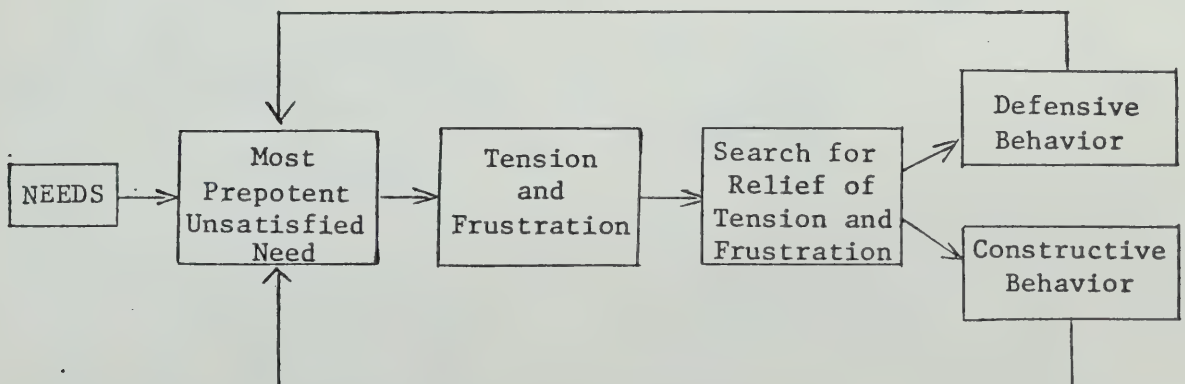 NEEDS
Most
Prepotent
Unsatisfied
Need
Tension
and
Frustration
Search for
Relief of
Tension and
Frustration
Defensive
Behavior
Constructive
Behavior